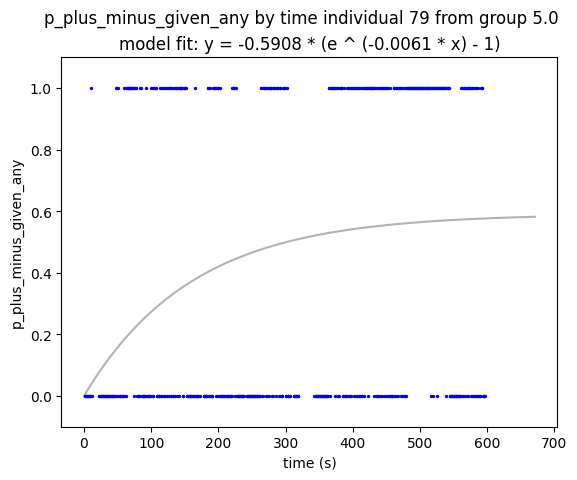 p_plus_minus_given_any by time individual 79 from group 5.0
model fit: y = -0.5908 * (e ^ (-0.0061 * x) - 1)
1.0
0.8
0.6
0.4
0.2
0.0
p_plus_minus_given_any
0 100 200 300 400 500 600 700
time (s)